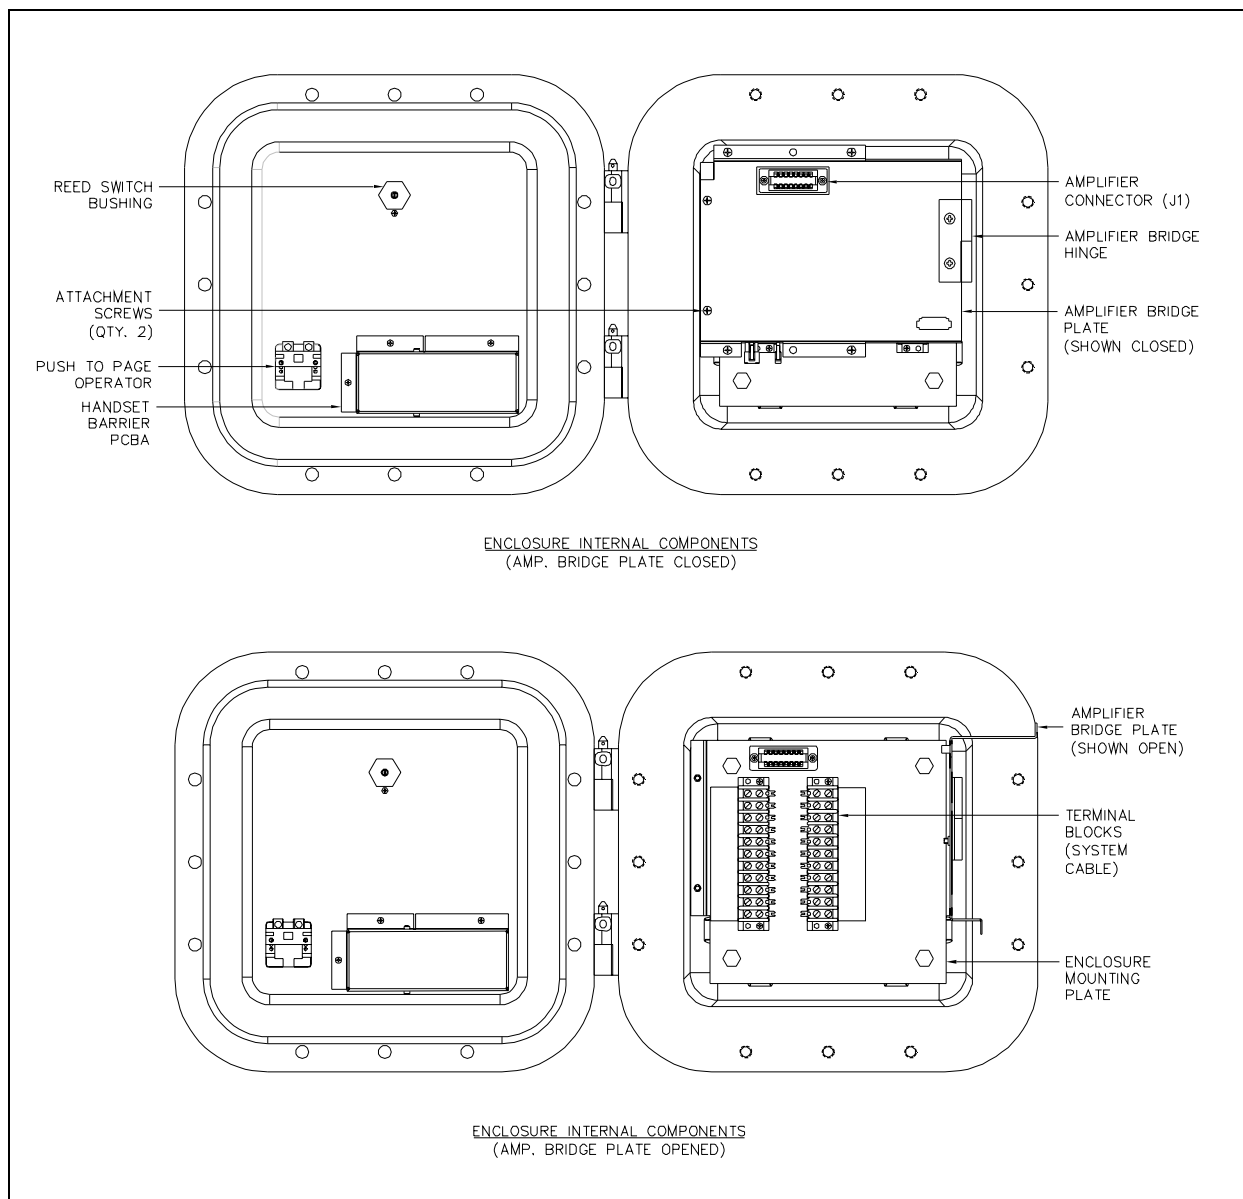 REED SWITCH
BUSHING
ATTACHMENT
SCREWS
(QTY. 2)
PUSH TO PAGE
OPERATOR
HANDSET
BARRIER
PCBA
AMPLIFIER
CONNECTOR (J1)
AMPLIFIER BRIDGE
HINGE
AMPLIFIER BRIDGE
PLATE
(SHOWN CLOSED)
ENCLOSURE INTERNAL COMPONENTS
(AMP. BRIDGE PLATE CLOSED)
AMPLIFIER
BRIDGE PLATE
(SHOWN OPEN)
TERMINAL
BLOCKS
(SYSTEM
CABLE)
ENCLOSURE
MOUNTING
PLATE
ENCLOSURE INTERNAL COMPONENTS
(AMP. BRIDGE PLATE OPENED)